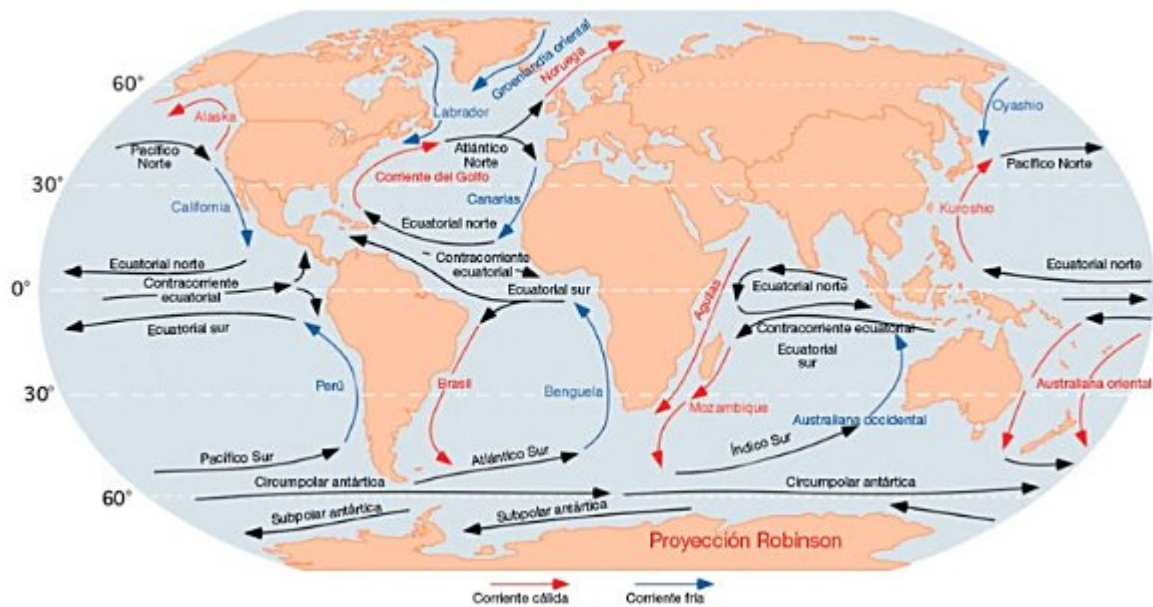 Groenlandia oriental
Noruega
60°
Labrador
Oyashio
Alaska
Pacífico
Norte
Atlántico
Norte
Pacífico Norte
Corriente del Golfo
30°
Canarias
California
Kuroshio
Ecuatorial norte
Contracorriente
ecuatorial
Ecuatorial norte
Ecuatorial norte
Ecuatorial norte
Contracorriente
ecuatorial
0°
Ecuatorial sur
Agulas
Ecuatorial sur
Contracorriente ecuatorial
Ecuatorial
sur
Perú
Brasil
Benguela
Australiana oriental
30°
Mozambique
Australiana occidental
Pacífico Sur
Atlántico Sur
Índico Sur
Circumpolar antártica
Circumpolar antártica
60°
Subpolar antártica
Subpolar antártica
Proyección Robinson
Corriente cálida
Corriente fría